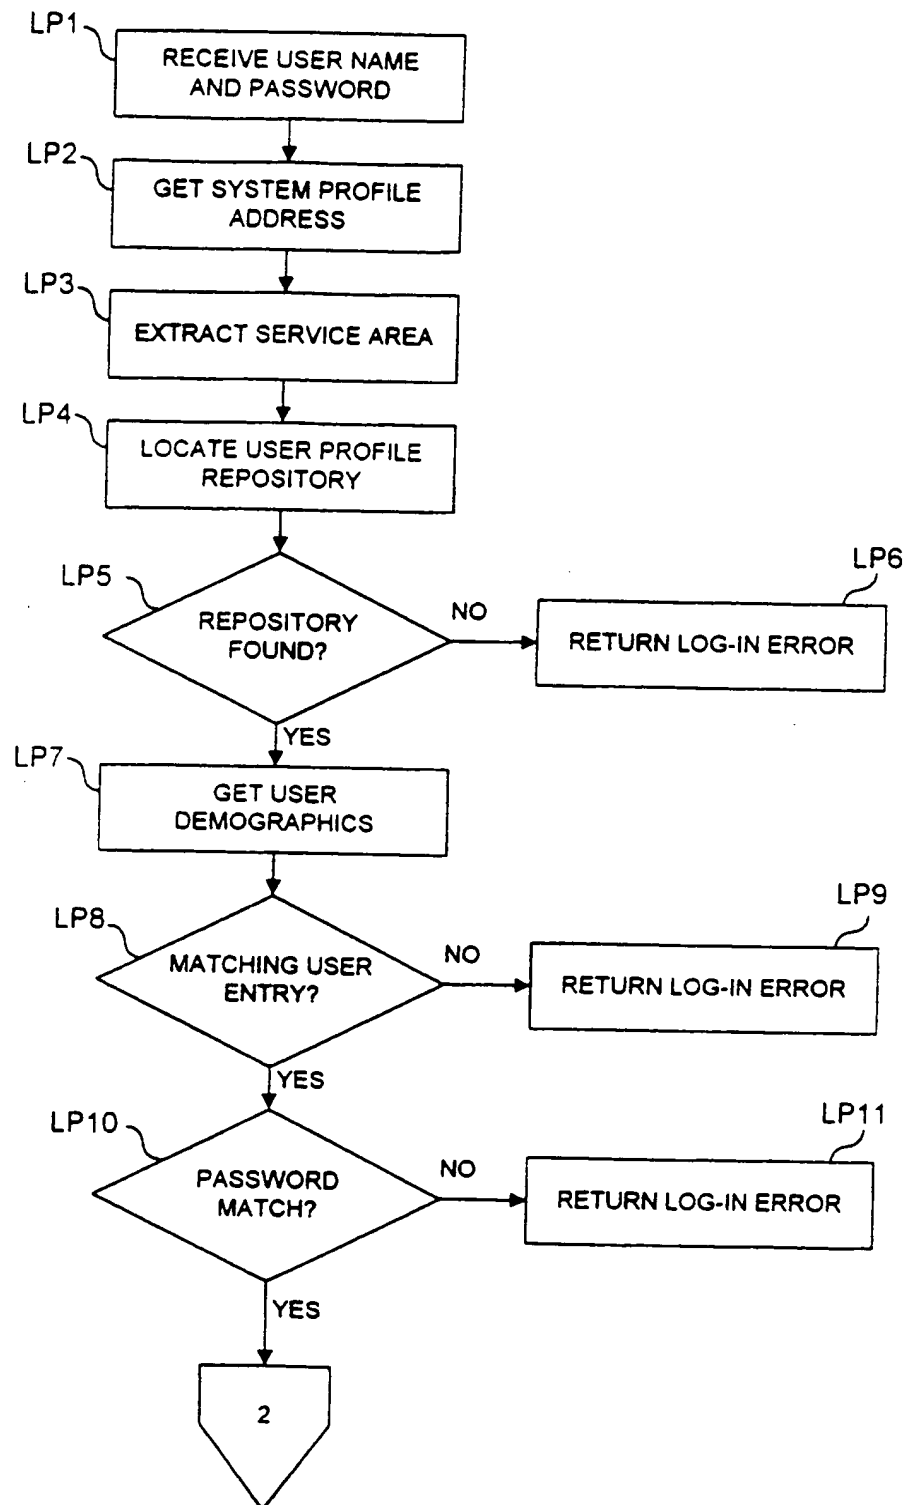 LP1
RECEIVE USER NAME
AND PASSWORD
LP2
GET SYSTEM PROFILE
ADDRESS
LP3
EXTRACT SERVICE AREA
LP4
LOCATE USER PROFILE
REPOSITORY
LP5
REPOSITORY
FOUND?
NO
LP6
RETURN LOG-IN ERROR
YES
LP7
GET USER
DEMOGRAPHICS
LP8
MATCHING USER
ENTRY?
NO
LP9
RETURN LOG-IN ERROR
YES
LP10
PASSWORD
MATCH?
NO
LP11
RETURN LOG-IN ERROR
YES
2